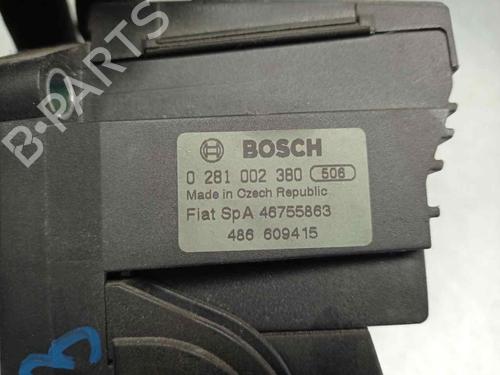 B-PARTS
BOSCH
0 281 002 380 506
Made in Czech Republic
Fiat SpA 46755863
486 609415